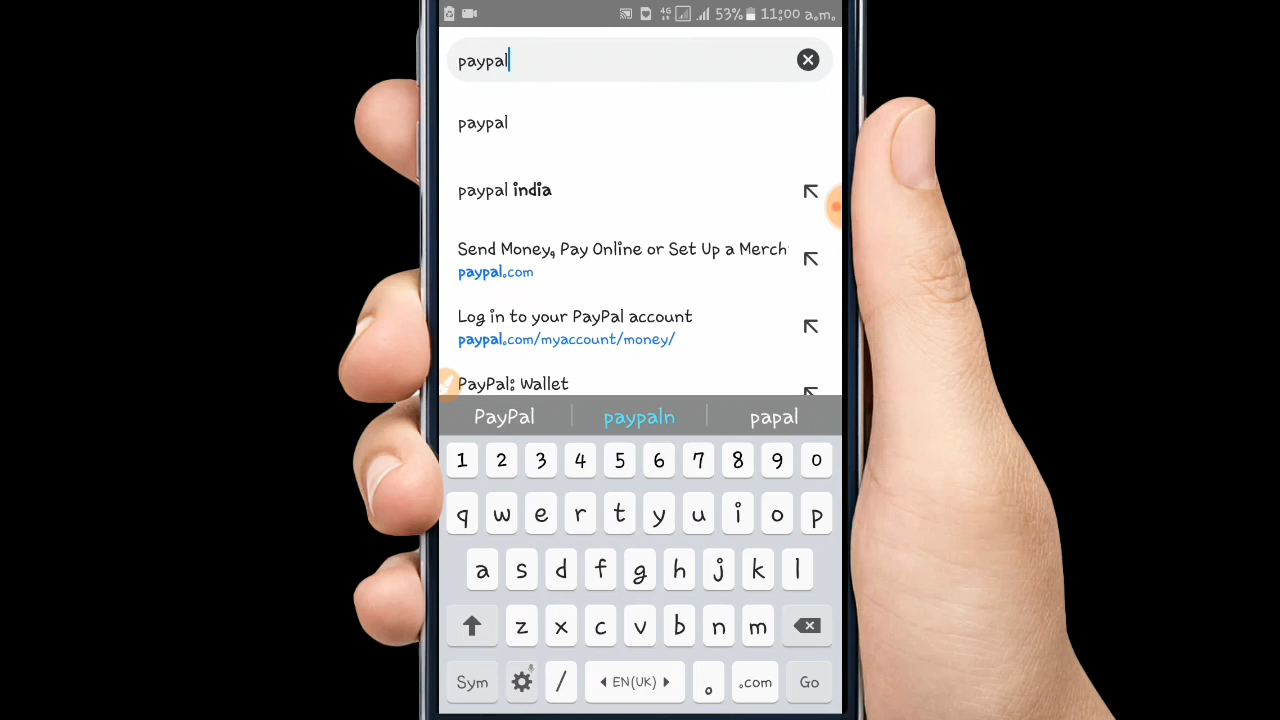 4G 53% 11:00 a.m.
paypal
paypal
paypal india
Send Money, Pay Online or Set Up a Merch
paypal.com
Log in to your PayPal account
paypal.com/myaccount/money/
PayPal: Wallet
PayPal paypaln papal
1 2 3 4 5 6 7 8 9 0
q w e r t y u i o p
a s d f g h j k l
z x c v b n m
Sym / EN(UK) . .com Go